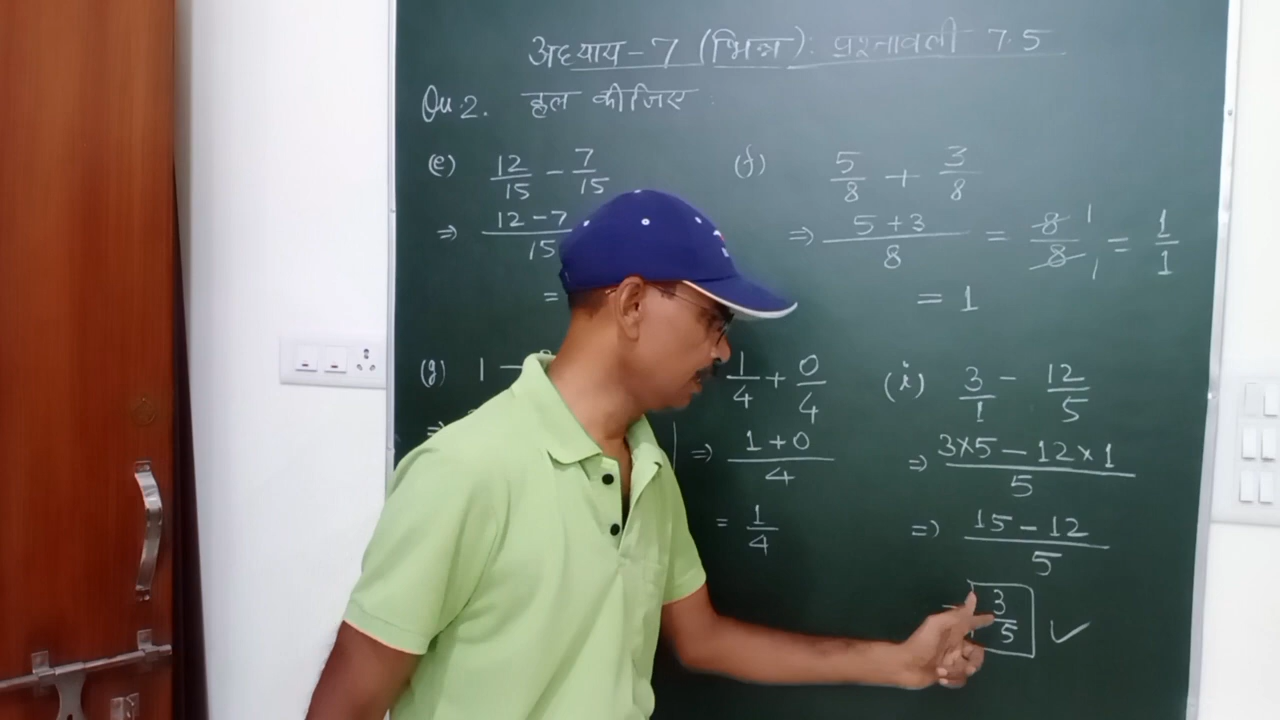 अध्याय-7 (भिन्न): प्रश्नावली 7.5
Qu.2. हल कीजिए
(e) 12/15 - 7/15
⇒ (12-7)/15
=
(f) 5/8 + 3/8
⇒ (5+3)/8 = 8/8 1 1 = 1/1
= 1
(g) 1 -
⇒
1/4 + 0/4
⇒ (1+0)/4
= 1/4
(i) 3/1 - 12/5
⇒ (3×5-12×1)/5
⇒ (15-12)/5
3/5 ✓